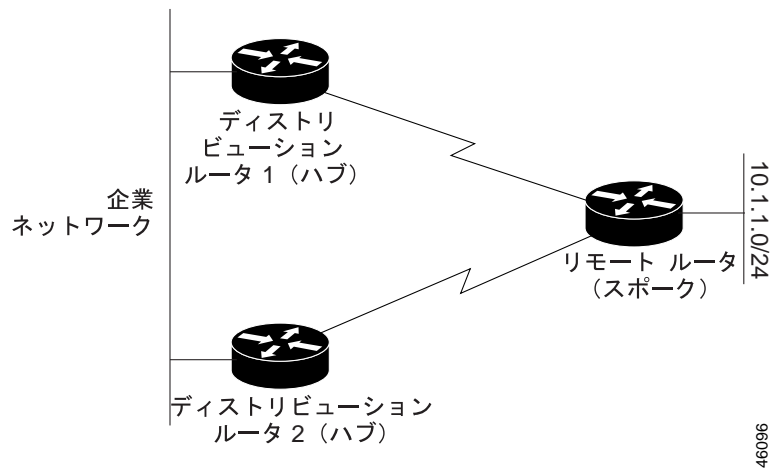 ディストリ
ビューション
ルータ 1（ハブ）
企業
ネットワーク
10.1.1.0/24
リモート ルータ
（スポーク）
ディストリビューション
ルータ 2（ハブ）
46096